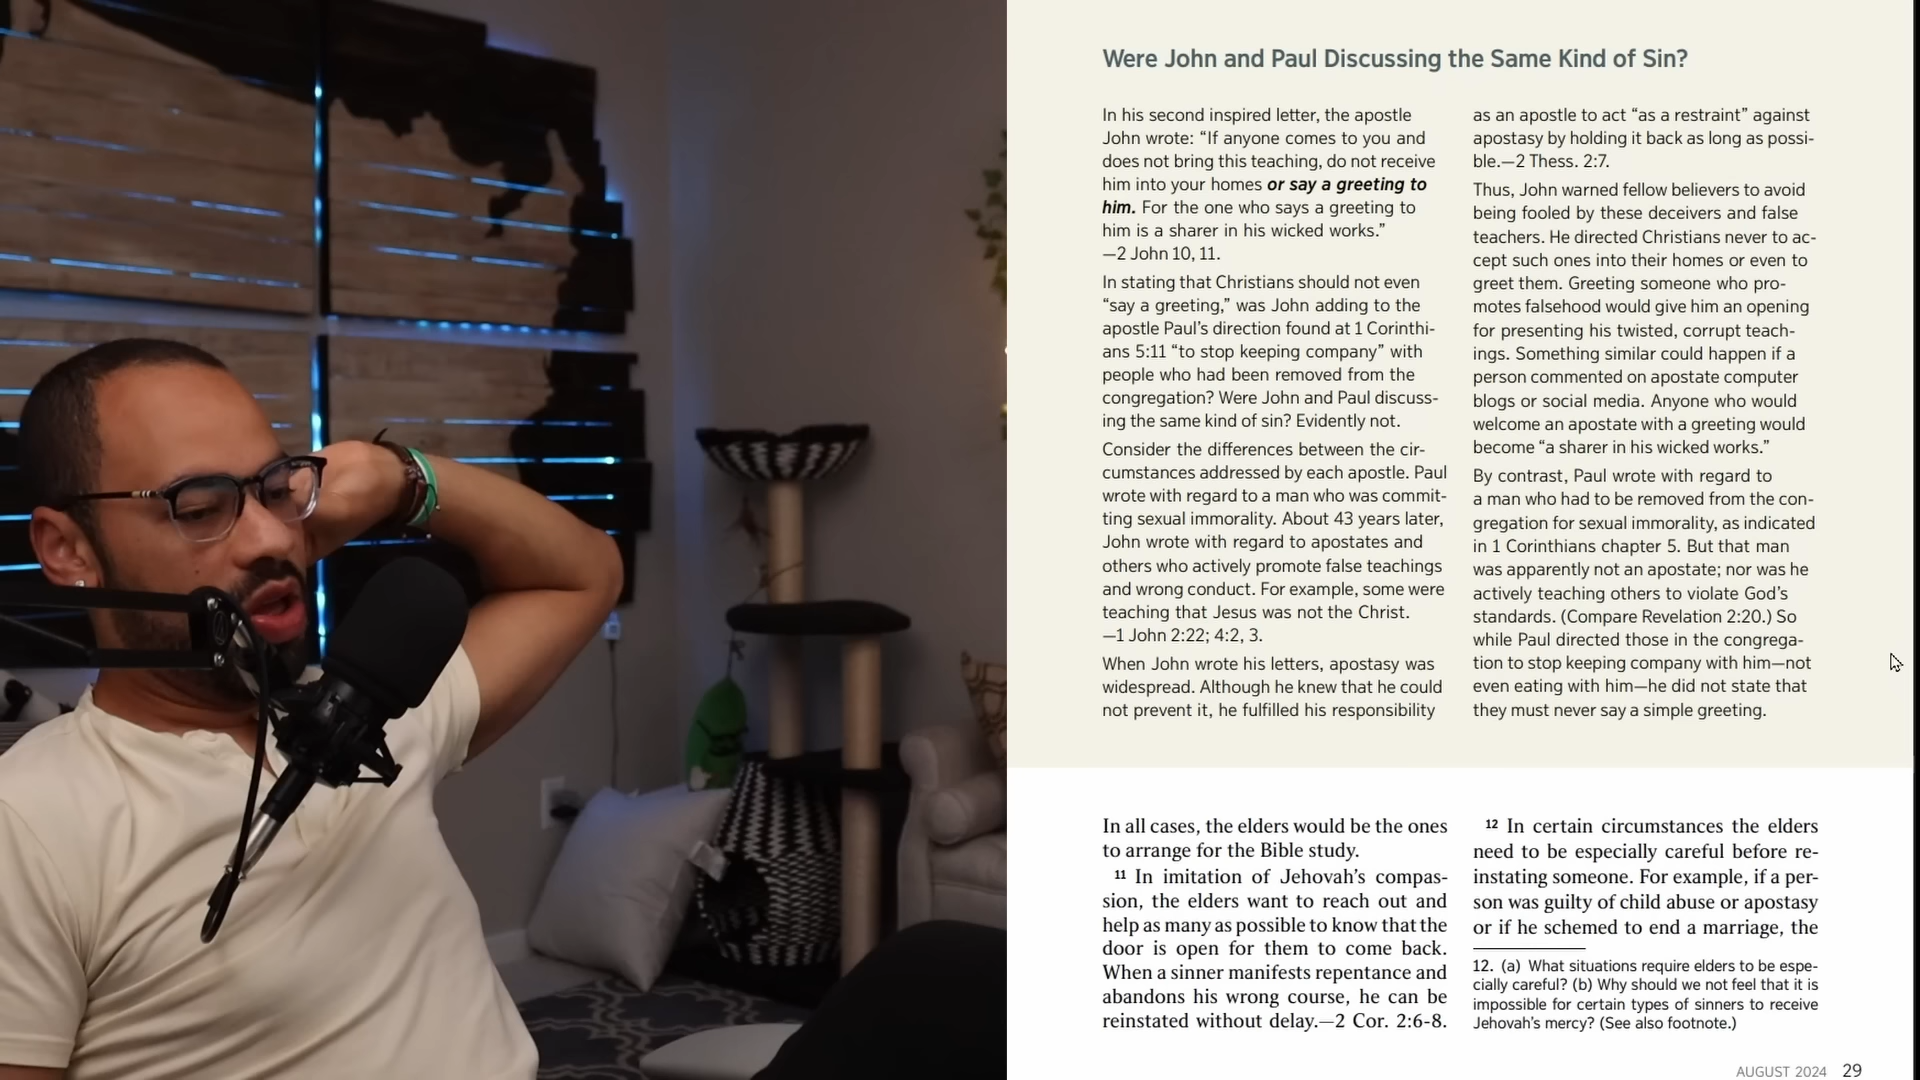 Were John and Paul Discussing the Same Kind of Sin?
In his second inspired letter, the apostle
John wrote: “If anyone comes to you and
does not bring this teaching, do not receive
him into your homes or say a greeting to
him. For the one who says a greeting to
him is a sharer in his wicked works.”
—2 John 10, 11.
In stating that Christians should not even
“say a greeting,” was John adding to the
apostle Paul’s direction found at 1 Corinthi-
ans 5:11 “to stop keeping company” with
people who had been removed from the
congregation? Were John and Paul discuss-
ing the same kind of sin? Evidently not.
Consider the differences between the cir-
cumstances addressed by each apostle. Paul
wrote with regard to a man who was commit-
ting sexual immorality. About 43 years later,
John wrote with regard to apostates and
others who actively promote false teachings
and wrong conduct. For example, some were
teaching that Jesus was not the Christ.
—1 John 2:22; 4:2, 3.
When John wrote his letters, apostasy was
widespread. Although he knew that he could
not prevent it, he fulfilled his responsibility
as an apostle to act “as a restraint” against
apostasy by holding it back as long as possi-
ble.—2 Thess. 2:7.
Thus, John warned fellow believers to avoid
being fooled by these deceivers and false
teachers. He directed Christians never to ac-
cept such ones into their homes or even to
greet them. Greeting someone who pro-
motes falsehood would give him an opening
for presenting his twisted, corrupt teach-
ings. Something similar could happen if a
person commented on apostate computer
blogs or social media. Anyone who would
welcome an apostate with a greeting would
become “a sharer in his wicked works.”
By contrast, Paul wrote with regard to
a man who had to be removed from the con-
gregation for sexual immorality, as indicated
in 1 Corinthians chapter 5. But that man
was apparently not an apostate; nor was he
actively teaching others to violate God’s
standards. (Compare Revelation 2:20.) So
while Paul directed those in the congrega-
tion to stop keeping company with him—not
even eating with him—he did not state that
they must never say a simple greeting.
In all cases, the elders would be the ones
to arrange for the Bible study.
11 In imitation of Jehovah’s compas-
sion, the elders want to reach out and
help as many as possible to know that the
door is open for them to come back.
When a sinner manifests repentance and
abandons his wrong course, he can be
reinstated without delay.—2 Cor. 2:6-8.
12 In certain circumstances the elders
need to be especially careful before re-
instating someone. For example, if a per-
son was guilty of child abuse or apostasy
or if he schemed to end a marriage, the
12. (a) What situations require elders to be espe-
cially careful? (b) Why should we not feel that it is
impossible for certain types of sinners to receive
Jehovah’s mercy? (See also footnote.)
AUGUST 2024 29